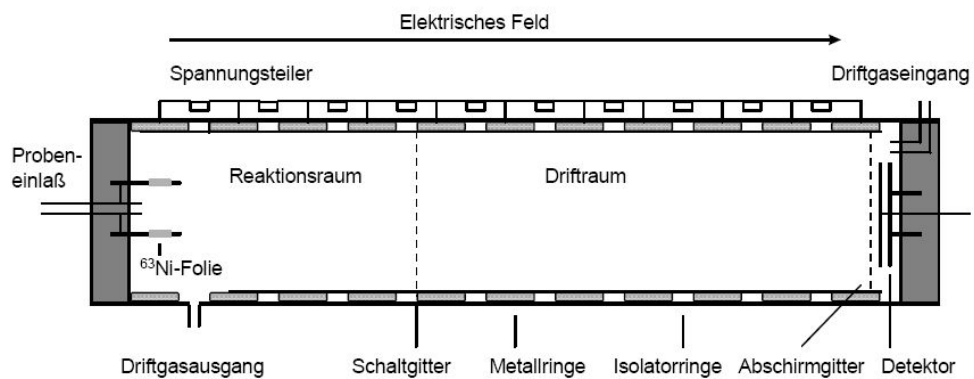 Elektrisches Feld
Spannungsteiler
Driftgaseingang
Proben-
einlaß
Reaktionsraum
Driftraum
⁶³Ni-Folie
Driftgasausgang
Schaltgitter
Metallringe
Isolatorringe
Abschirmgitter
Detektor